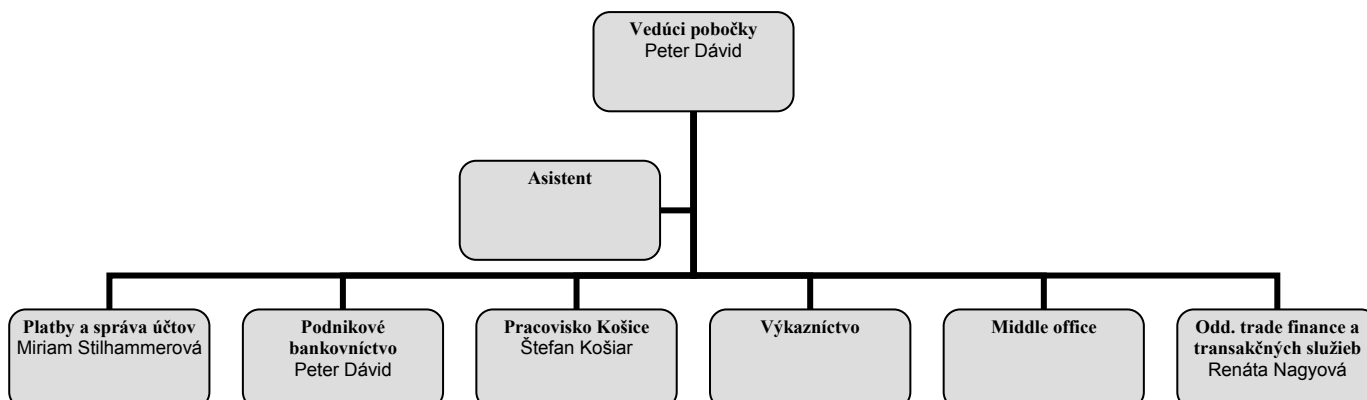 Vedúci pobočky
Peter Dávid
Asistent
Platby a správa účtov
Miriam Stilhammerová
Podnikové
bankovníctvo
Peter Dávid
Pracovisko Košice
Štefan Košiar
Výkazníctvo
Middle office
Odd. trade finance a
transakčných služieb
Renáta Nagyová